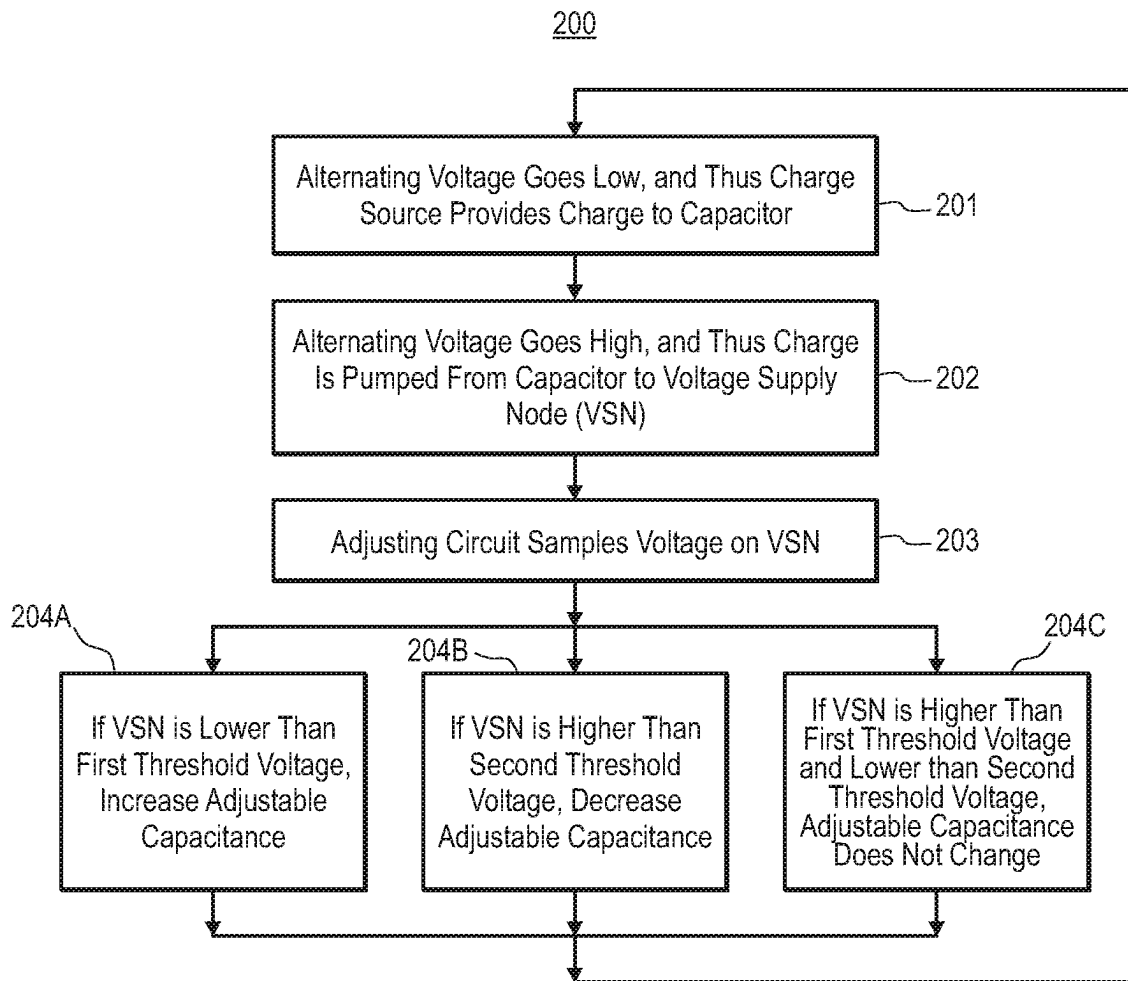 200
Alternating Voltage Goes Low, and Thus Charge
Source Provides Charge to Capacitor
201
Alternating Voltage Goes High, and Thus Charge
Is Pumped From Capacitor to Voltage Supply
Node (VSN)
202
Adjusting Circuit Samples Voltage on VSN
203
204A
If VSN is Lower Than
First Threshold Voltage,
Increase Adjustable
Capacitance
204B
If VSN is Higher Than
Second Threshold
Voltage, Decrease
Adjustable Capacitance
204C
If VSN is Higher Than
First Threshold Voltage
and Lower than Second
Threshold Voltage,
Adjustable Capacitance
Does Not Change